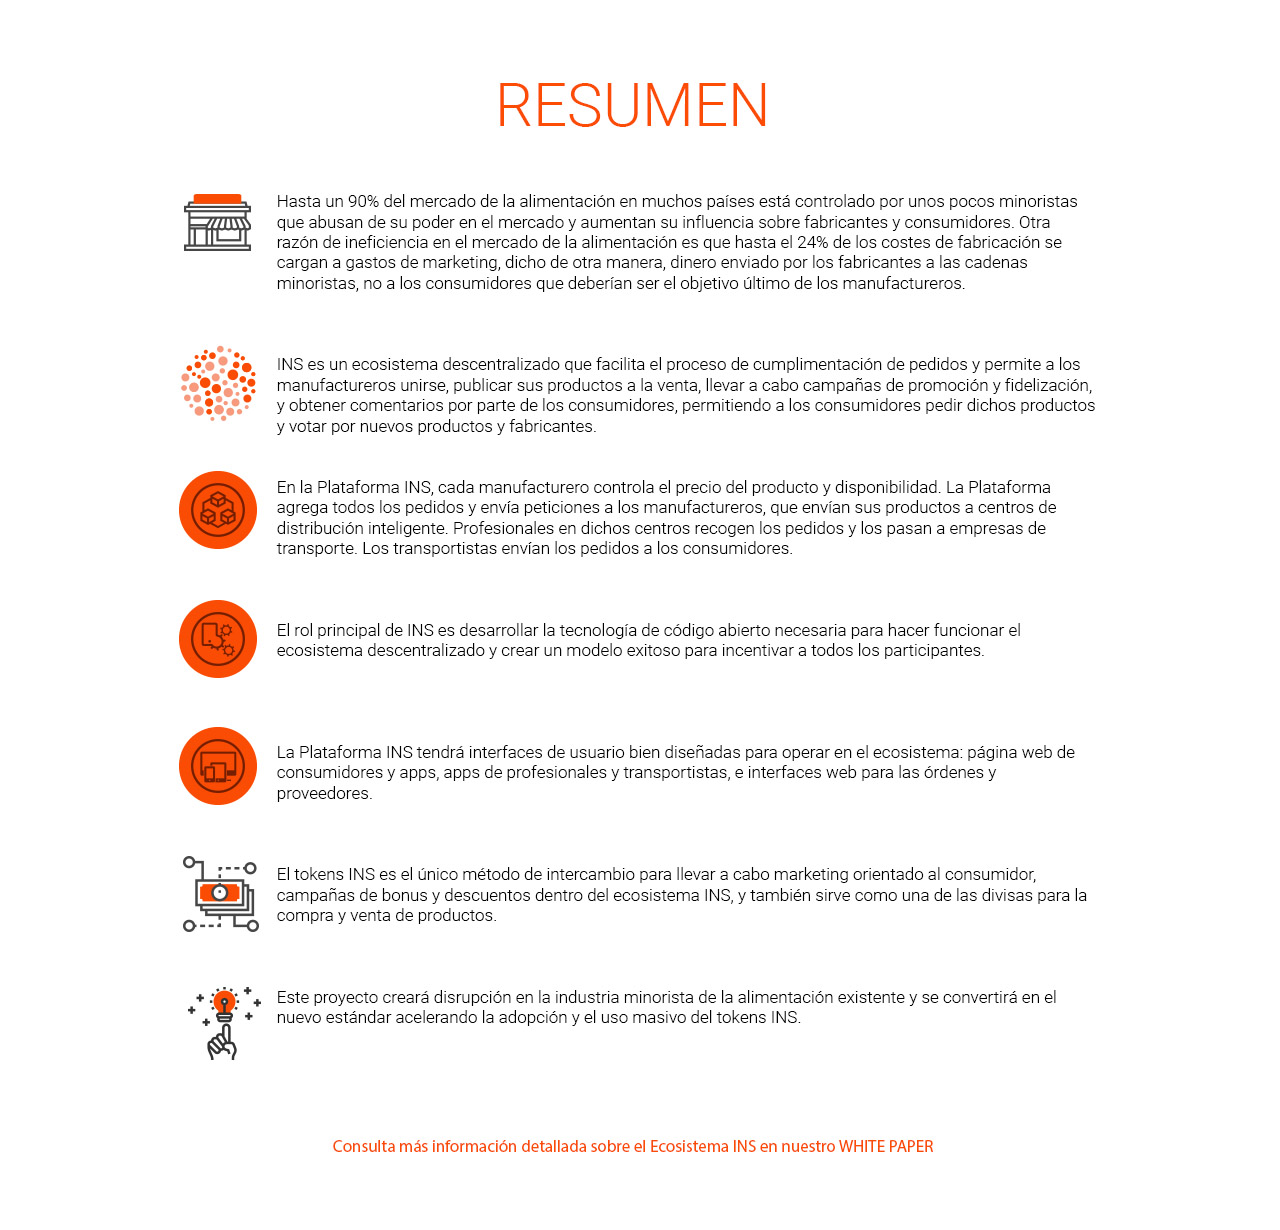 RESUMEN
Hasta un 90% del mercado de la alimentación en muchos países está controlado por unos pocos minoristas
que abusan de su poder en el mercado y aumentan su influencia sobre fabricantes y consumidores. Otra
razón de ineficiencia en el mercado de la alimentación es que hasta el 24% de los costes de fabricación se
cargan a gastos de marketing, dicho de otra manera, dinero enviado por los fabricantes a las cadenas
minoristas, no a los consumidores que deberían ser el objetivo último de los manufactureros.
INS es un ecosistema descentralizado que facilita el proceso de cumplimentación de pedidos y permite a los
manufactureros unirse, publicar sus productos a la venta, llevar a cabo campañas de promoción y fidelización,
y obtener comentarios por parte de los consumidores, permitiendo a los consumidores pedir dichos productos
y votar por nuevos productos y fabricantes.
En la Plataforma INS, cada manufacturero controla el precio del producto y disponibilidad. La Plataforma
agrega todos los pedidos y envía peticiones a los manufactureros, que envían sus productos a centros de
distribución inteligente. Profesionales en dichos centros recogen los pedidos y los pasan a empresas de
transporte. Los transportistas envían los pedidos a los consumidores.
El rol principal de INS es desarrollar la tecnología de código abierto necesaria para hacer funcionar el
ecosistema descentralizado y crear un modelo exitoso para incentivar a todos los participantes.
La Plataforma INS tendrá interfaces de usuario bien diseñadas para operar en el ecosistema: página web de
consumidores y apps, apps de profesionales y transportistas, e interfaces web para las órdenes y
proveedores.
El tokens INS es el único método de intercambio para llevar a cabo marketing orientado al consumidor,
campañas de bonus y descuentos dentro del ecosistema INS, y también sirve como una de las divisas para la
compra y venta de productos.
Este proyecto creará disrupción en la industria minorista de la alimentación existente y se convertirá en el
nuevo estándar acelerando la adopción y el uso masivo del tokens INS.
Consulta más información detallada sobre el Ecosistema INS en nuestro WHITE PAPER